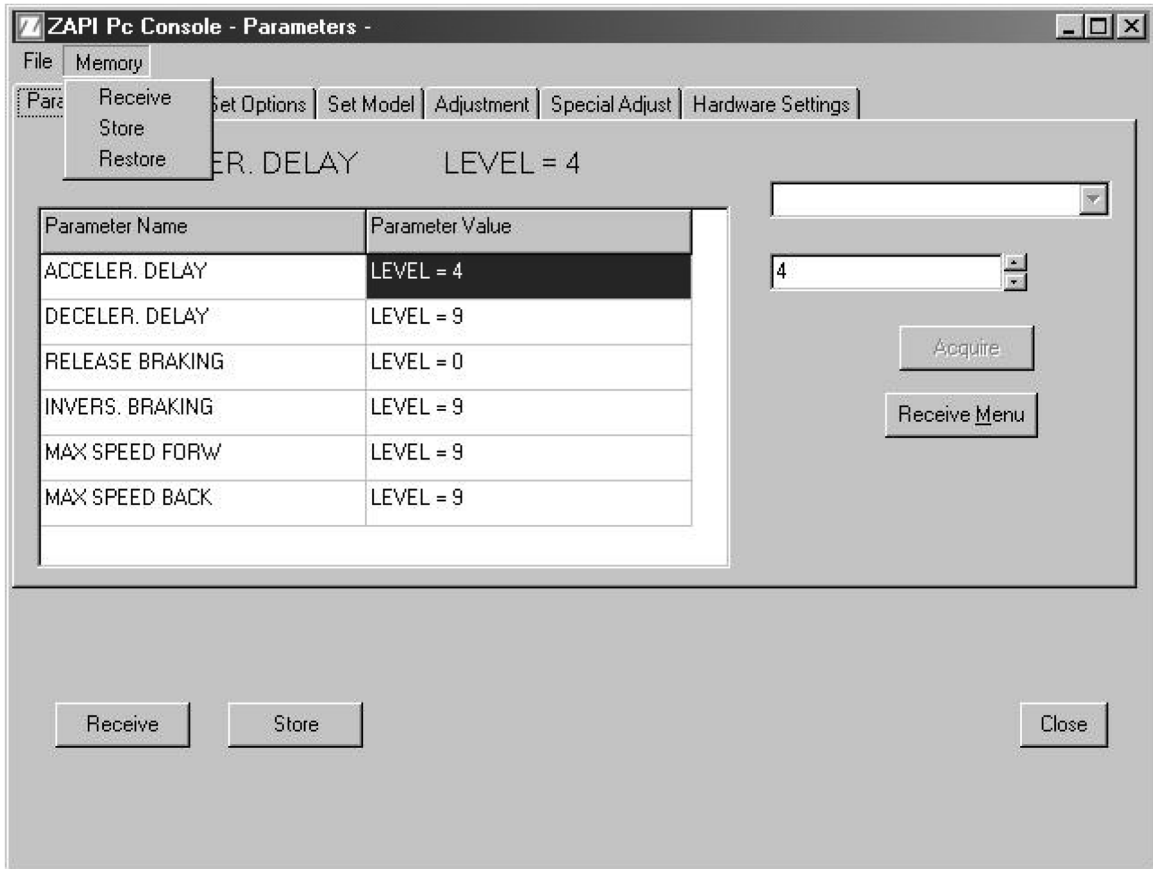 ZAPI Pc Console - Parameters -
File Memory
Receive
Store
Restore
Para Set Options Set Model Adjustment Special Adjust Hardware Settings
ER. DELAY LEVEL = 4
Parameter Name Parameter Value
ACCELER. DELAY LEVEL = 4
DECELER. DELAY LEVEL = 9
RELEASE BRAKING LEVEL = 0
INVERS. BRAKING LEVEL = 9
MAX SPEED FORW LEVEL = 9
MAX SPEED BACK LEVEL = 9
4
Acquire
Receive Menu
Receive Store Close